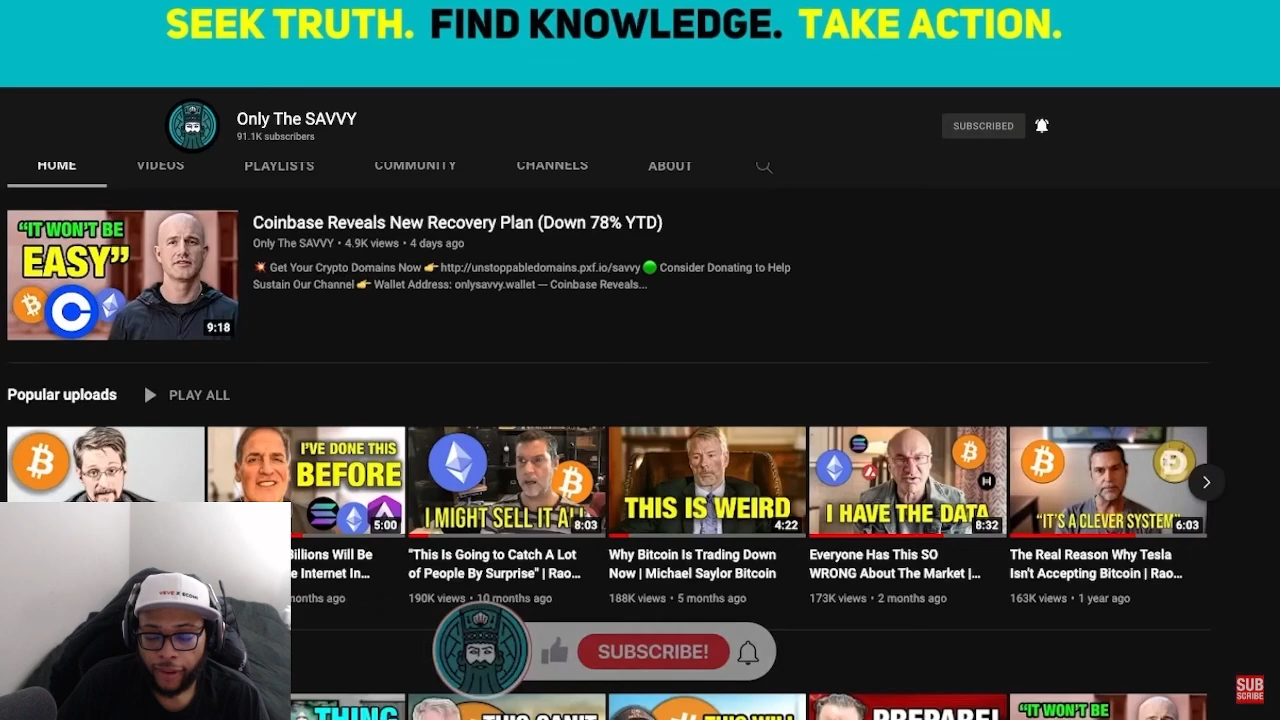 SEEK TRUTH. FIND KNOWLEDGE. TAKE ACTION.
Only The SAVVY
91.1K subscribers
SUBSCRIBED
HOME VIDEOS PLAYLISTS COMMUNITY CHANNELS ABOUT
"IT WON'T BE
EASY"
9:18
Coinbase Reveals New Recovery Plan (Down 78% YTD)
Only The SAVVY • 4.9K views • 4 days ago
💥 Get Your Crypto Domains Now 👉 http://unstoppabledomains.pxf.io/savvy 🟢 Consider Donating to Help
Sustain Our Channel 👉 Wallet Address: onlysavvy.wallet — Coinbase Reveals...
Popular uploads
PLAY ALL
I'VE DONE THIS
BEFORE
5:00
I MIGHT SELL IT
8:03
THIS IS WEIRD
4:22
I HAVE THE DATA
8:32
"IT'S A CLEVER SYSTEM"
6:03
Billions Will Be
e Internet In...
months ago
"This Is Going to Catch A Lot
of People By Surprise" | Rao...
190K views • 10 months ago
Why Bitcoin Is Trading Down
Now | Michael Saylor Bitcoin
188K views • 5 months ago
Everyone Has This SO
WRONG About The Market |...
173K views • 2 months ago
The Real Reason Why Tesla
Isn't Accepting Bitcoin | Rao...
163K views • 1 year ago
SUBSCRIBE!
SUB
SCRIBE
THING
THIS CAN'T
THIS WILL
PREPARE!
"IT WON'T BE